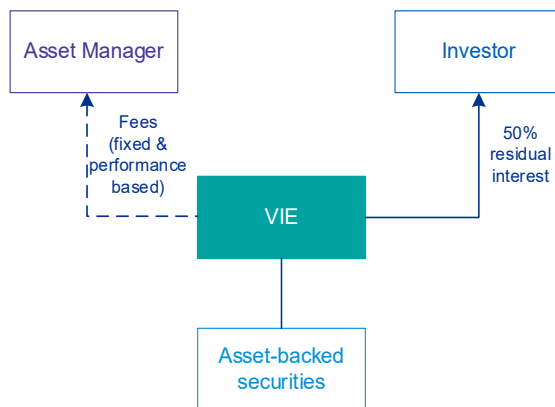 Asset Manager
Investor
Fees
(fixed &
performance
based)
50%
residual
interest
VIE
Asset-backed
securities